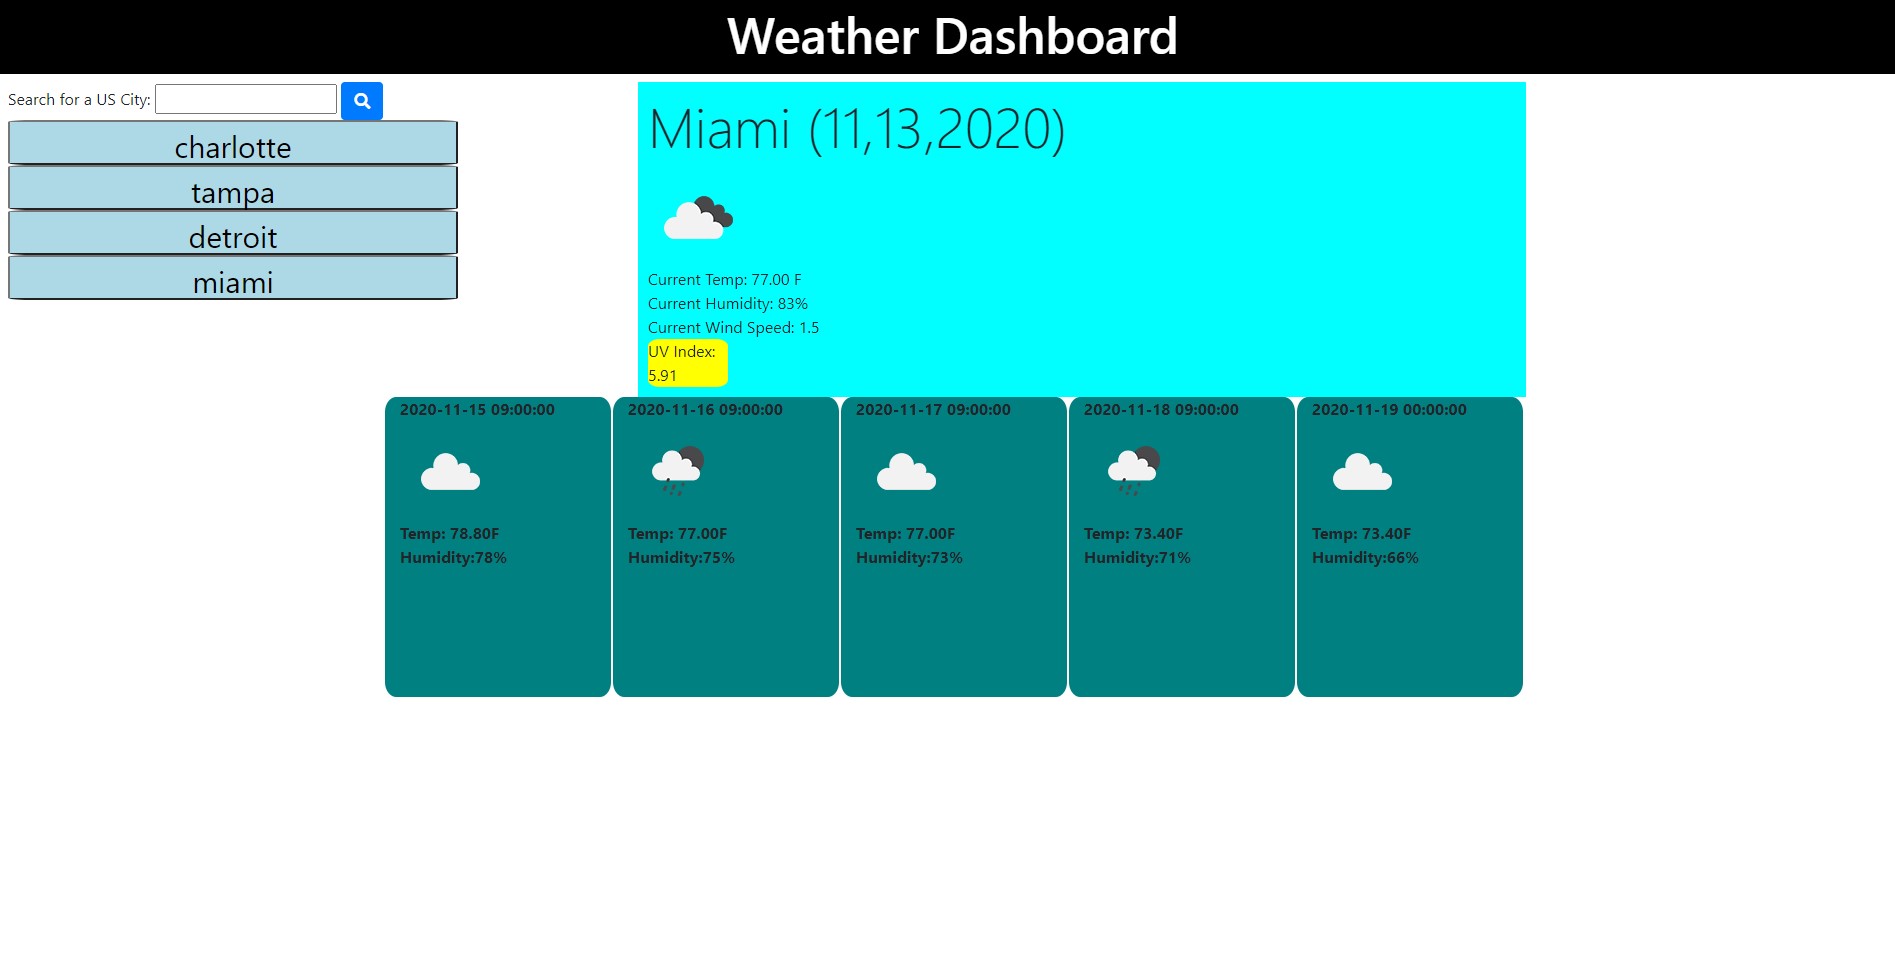 Weather Dashboard
Search for a US City:
charlotte
tampa
detroit
miami
Miami (11,13,2020)
Current Temp: 77.00 F
Current Humidity: 83%
Current Wind Speed: 1.5
UV Index:
5.91
2020-11-15 09:00:00
Temp: 78.80F
Humidity:78%
2020-11-16 09:00:00
Temp: 77.00F
Humidity:75%
2020-11-17 09:00:00
Temp: 77.00F
Humidity:73%
2020-11-18 09:00:00
Temp: 73.40F
Humidity:71%
2020-11-19 00:00:00
Temp: 73.40F
Humidity:66%